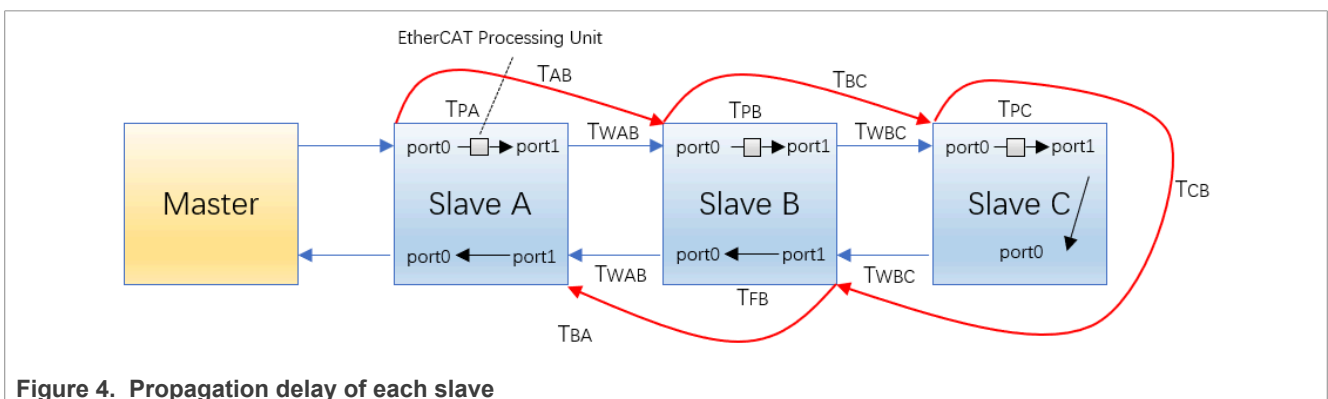 EtherCAT Processing Unit
TAB
TBC
TPA
TPB
TPC
TWAB
TWBC
port0 port1
port0 port1
port0 port1
Master
Slave A
Slave B
Slave C
TCB
port0 port1
port0 port1
port0
TWAB
TWBC
TFB
TBA
Figure 4. Propagation delay of each slave